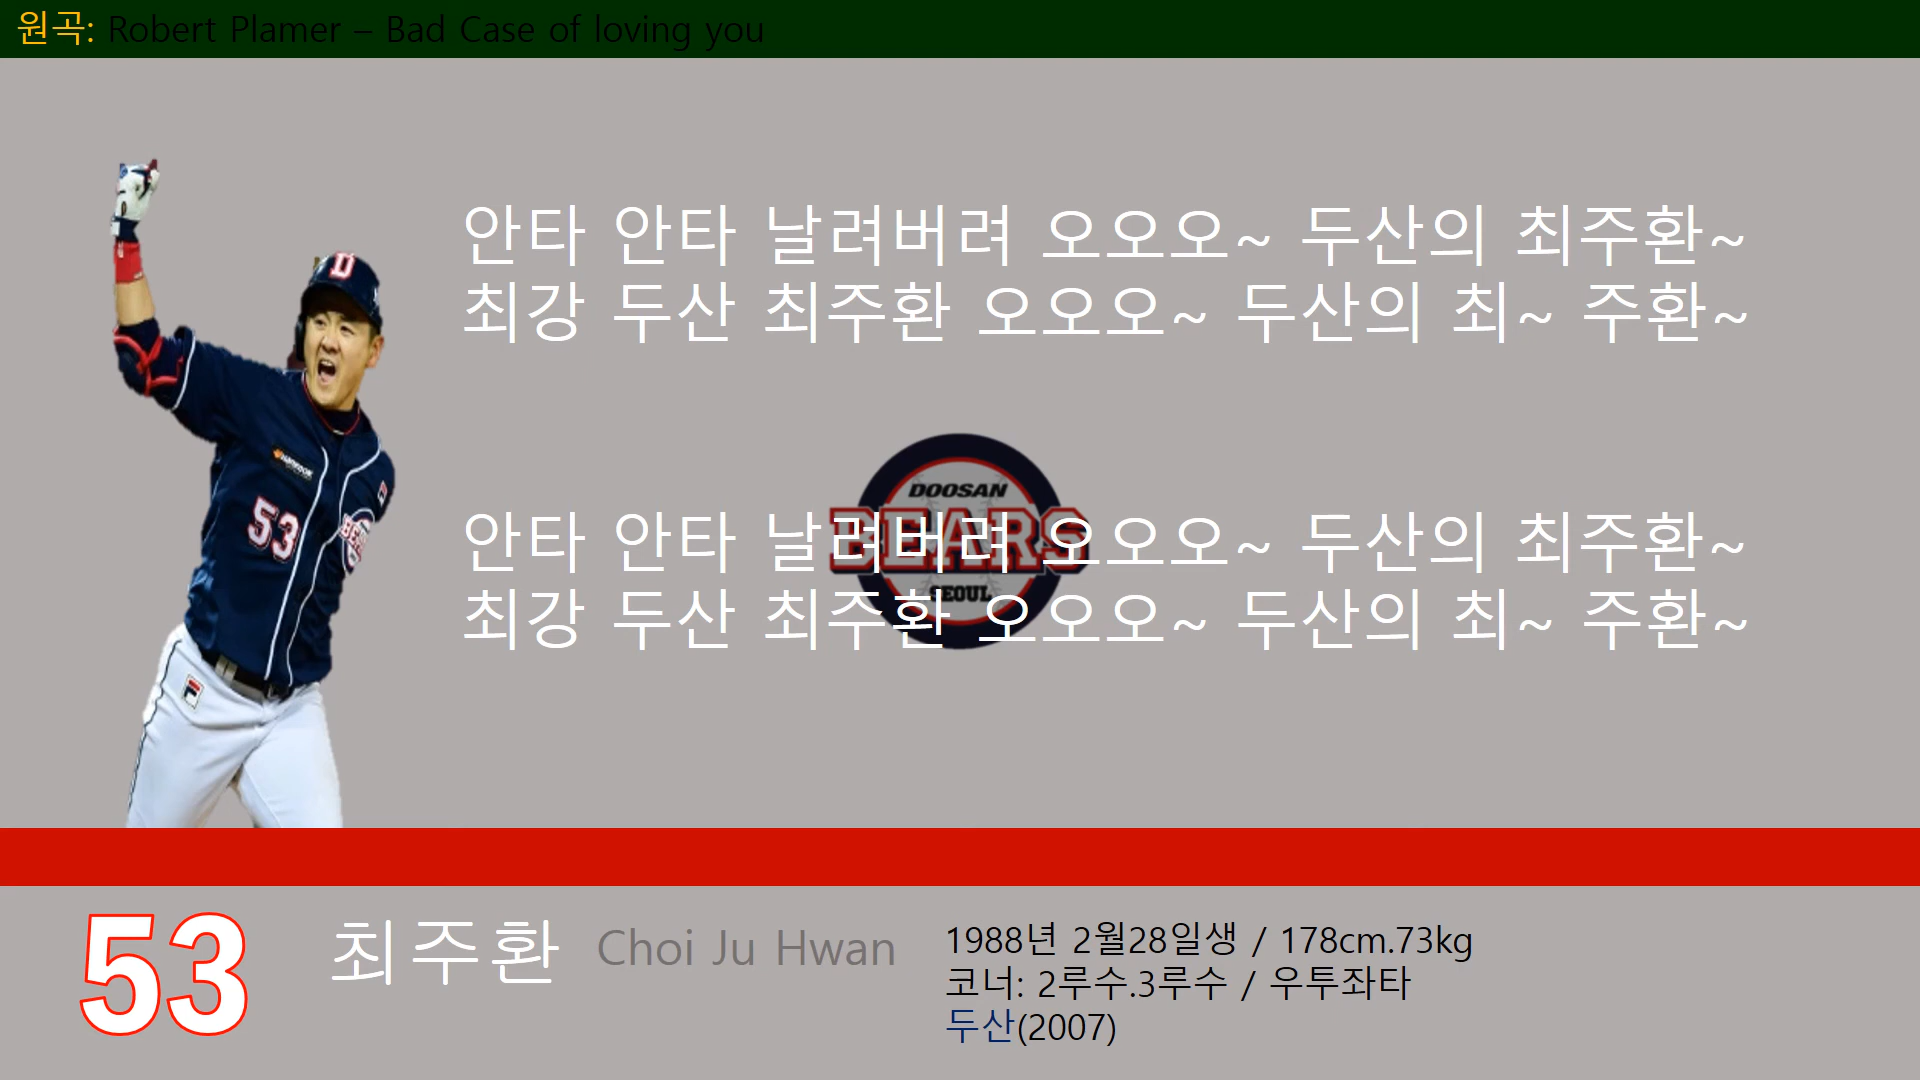 원곡: Robert Plamer – Bad Case of loving you
안타 안타 날려버려 오오오~ 두산의 최주환~
최강 두산 최주환 오오오~ 두산의 최~ 주환~
DOOSAN
BEARS
SEOUL
안타 안타 날려버려 오오오~ 두산의 최주환~
최강 두산 최주환 오오오~ 두산의 최~ 주환~
D
53
53 최주환 Choi Ju Hwan
1988년 2월28일생 / 178cm.73kg
코너: 2루수.3루수 / 우투좌타
두산(2007)